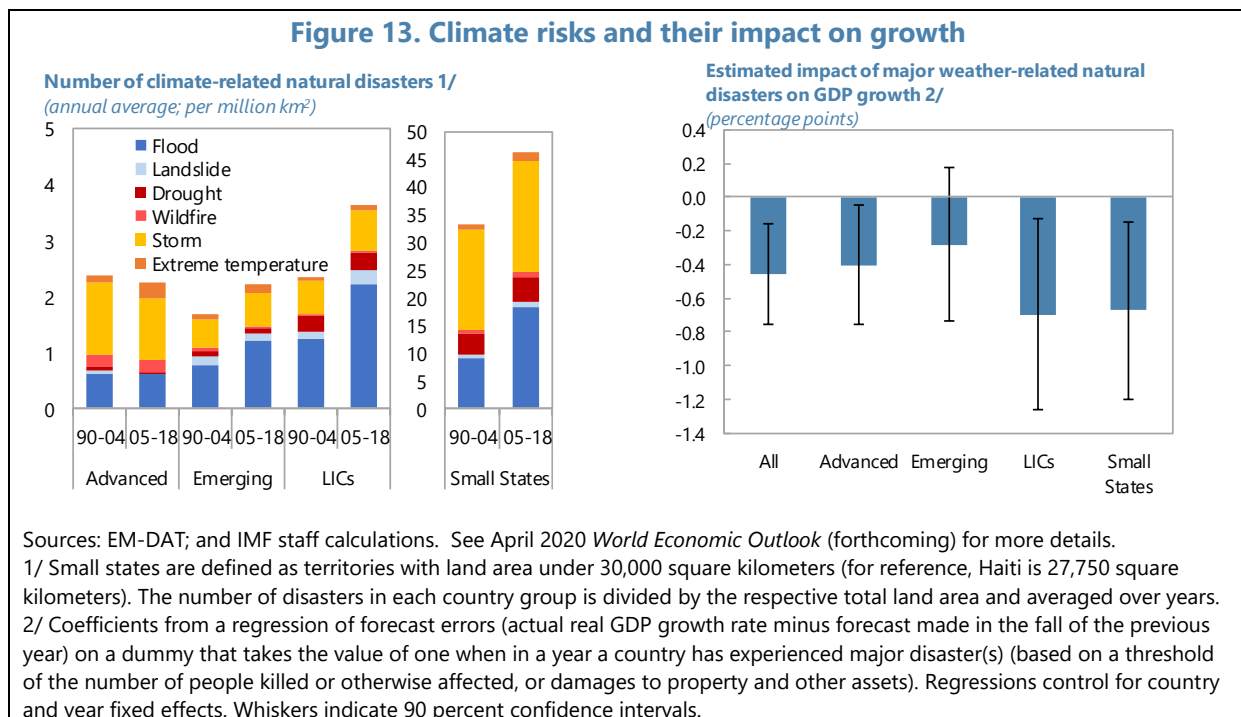 Figure 13. Climate risks and their impact on growth
Number of climate-related natural disasters 1/
(annual average; per million km²)
5
4
3
2
1
0
Flood
Landslide
Drought
Wildfire
Storm
Extreme temperature
90-04 05-18 90-04 05-18 90-04 05-18
Advanced Emerging LICs
50
45
40
35
30
25
20
15
10
5
0
90-04 05-18
Small States
Estimated impact of major weather-related natural
disasters on GDP growth 2/
(percentage points)
0.4
0.2
0.0
-0.2
-0.4
-0.6
-0.8
-1.0
-1.2
-1.4
All Advanced Emerging LICs Small
States
Sources: EM-DAT; and IMF staff calculations. See April 2020 World Economic Outlook (forthcoming) for more details.
1/ Small states are defined as territories with land area under 30,000 square kilometers (for reference, Haiti is 27,750 square
kilometers). The number of disasters in each country group is divided by the respective total land area and averaged over years.
2/ Coefficients from a regression of forecast errors (actual real GDP growth rate minus forecast made in the fall of the previous
year) on a dummy that takes the value of one when in a year a country has experienced major disaster(s) (based on a threshold
of the number of people killed or otherwise affected, or damages to property and other assets). Regressions control for country
and year fixed effects. Whiskers indicate 90 percent confidence intervals.